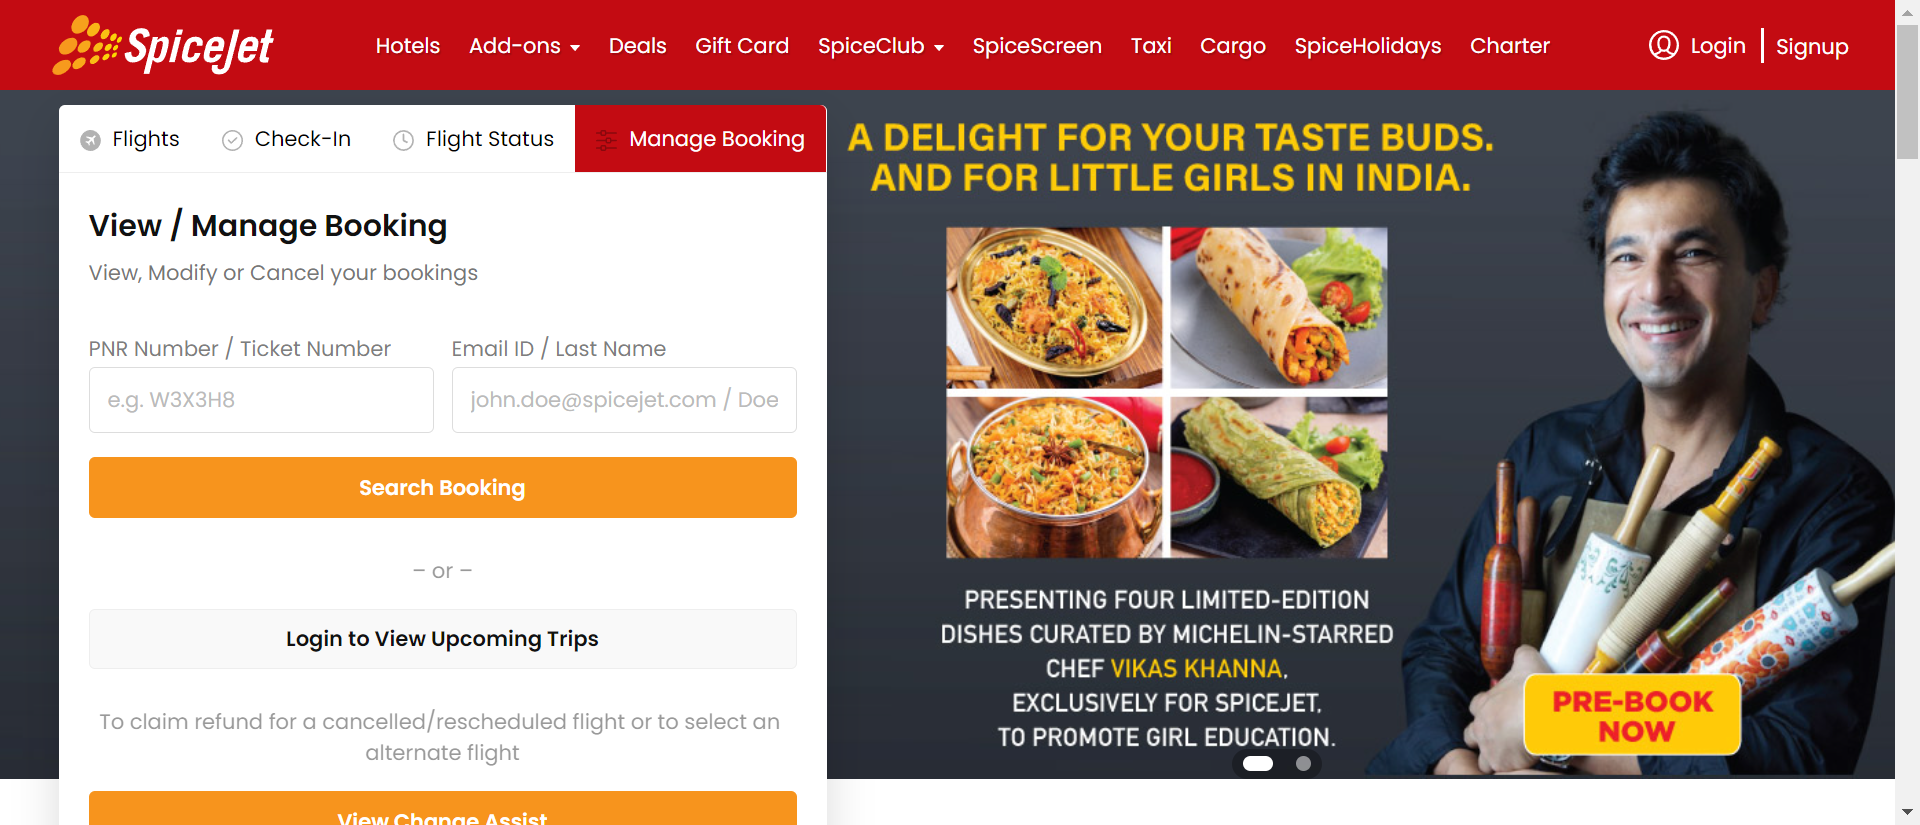 SpiceJet
Hotels
Add-ons
Deals
Gift Card
SpiceClub
SpiceScreen
Taxi
Cargo
SpiceHolidays
Charter
Login
Signup
Flights
Check-In
Flight Status
Manage Booking
View / Manage Booking
View, Modify or Cancel your bookings
PNR Number / Ticket Number
Email ID / Last Name
e.g. W3X3H8
john.doe@spicejet.com / Doe
Search Booking
– or –
Login to View Upcoming Trips
To claim refund for a cancelled/rescheduled flight or to select an
alternate flight
View Change Assist
A DELIGHT FOR YOUR TASTE BUDS.
AND FOR LITTLE GIRLS IN INDIA.
PRESENTING FOUR LIMITED-EDITION
DISHES CURATED BY MICHELIN-STARRED
CHEF VIKAS KHANNA,
EXCLUSIVELY FOR SPICEJET,
TO PROMOTE GIRL EDUCATION.
PRE-BOOK
NOW